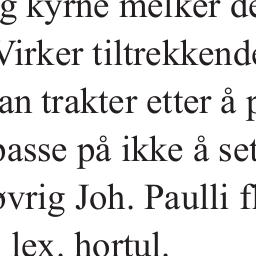 g kyrne melker de
Virker tiltrekkende
an trakter etter å p
passe på ikke å set
øvrig Joh. Paulli fl
lex. hortul.